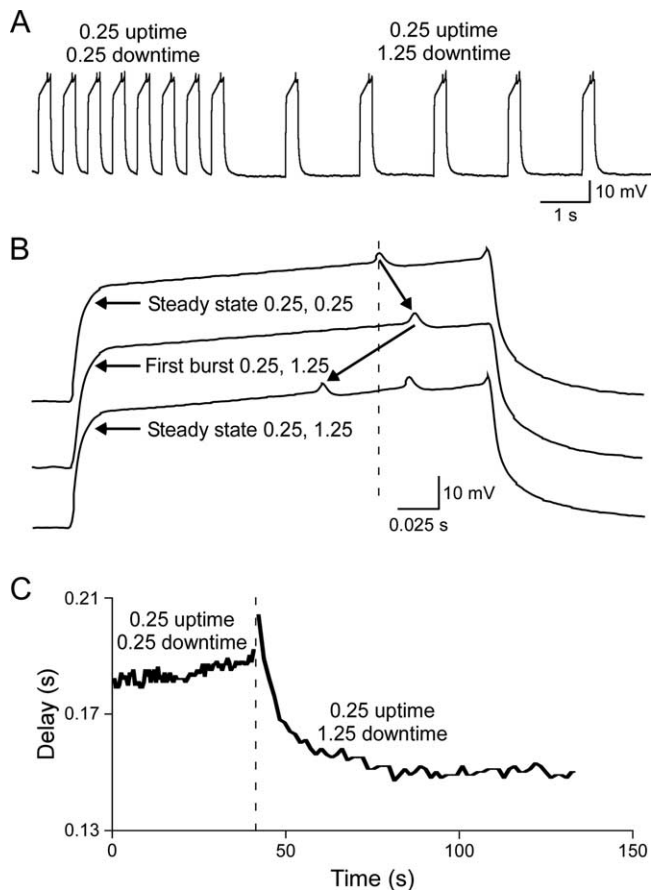 A
0.25 uptime
0.25 downtime
0.25 uptime
1.25 downtime
10 mV
1 s
B
Steady state 0.25, 0.25
First burst 0.25, 1.25
Steady state 0.25, 1.25
10 mV
0.025 s
C
0.21
0.17
0.13
Delay (s)
0.25 uptime
0.25 downtime
0.25 uptime
1.25 downtime
0
50
100
150
Time (s)